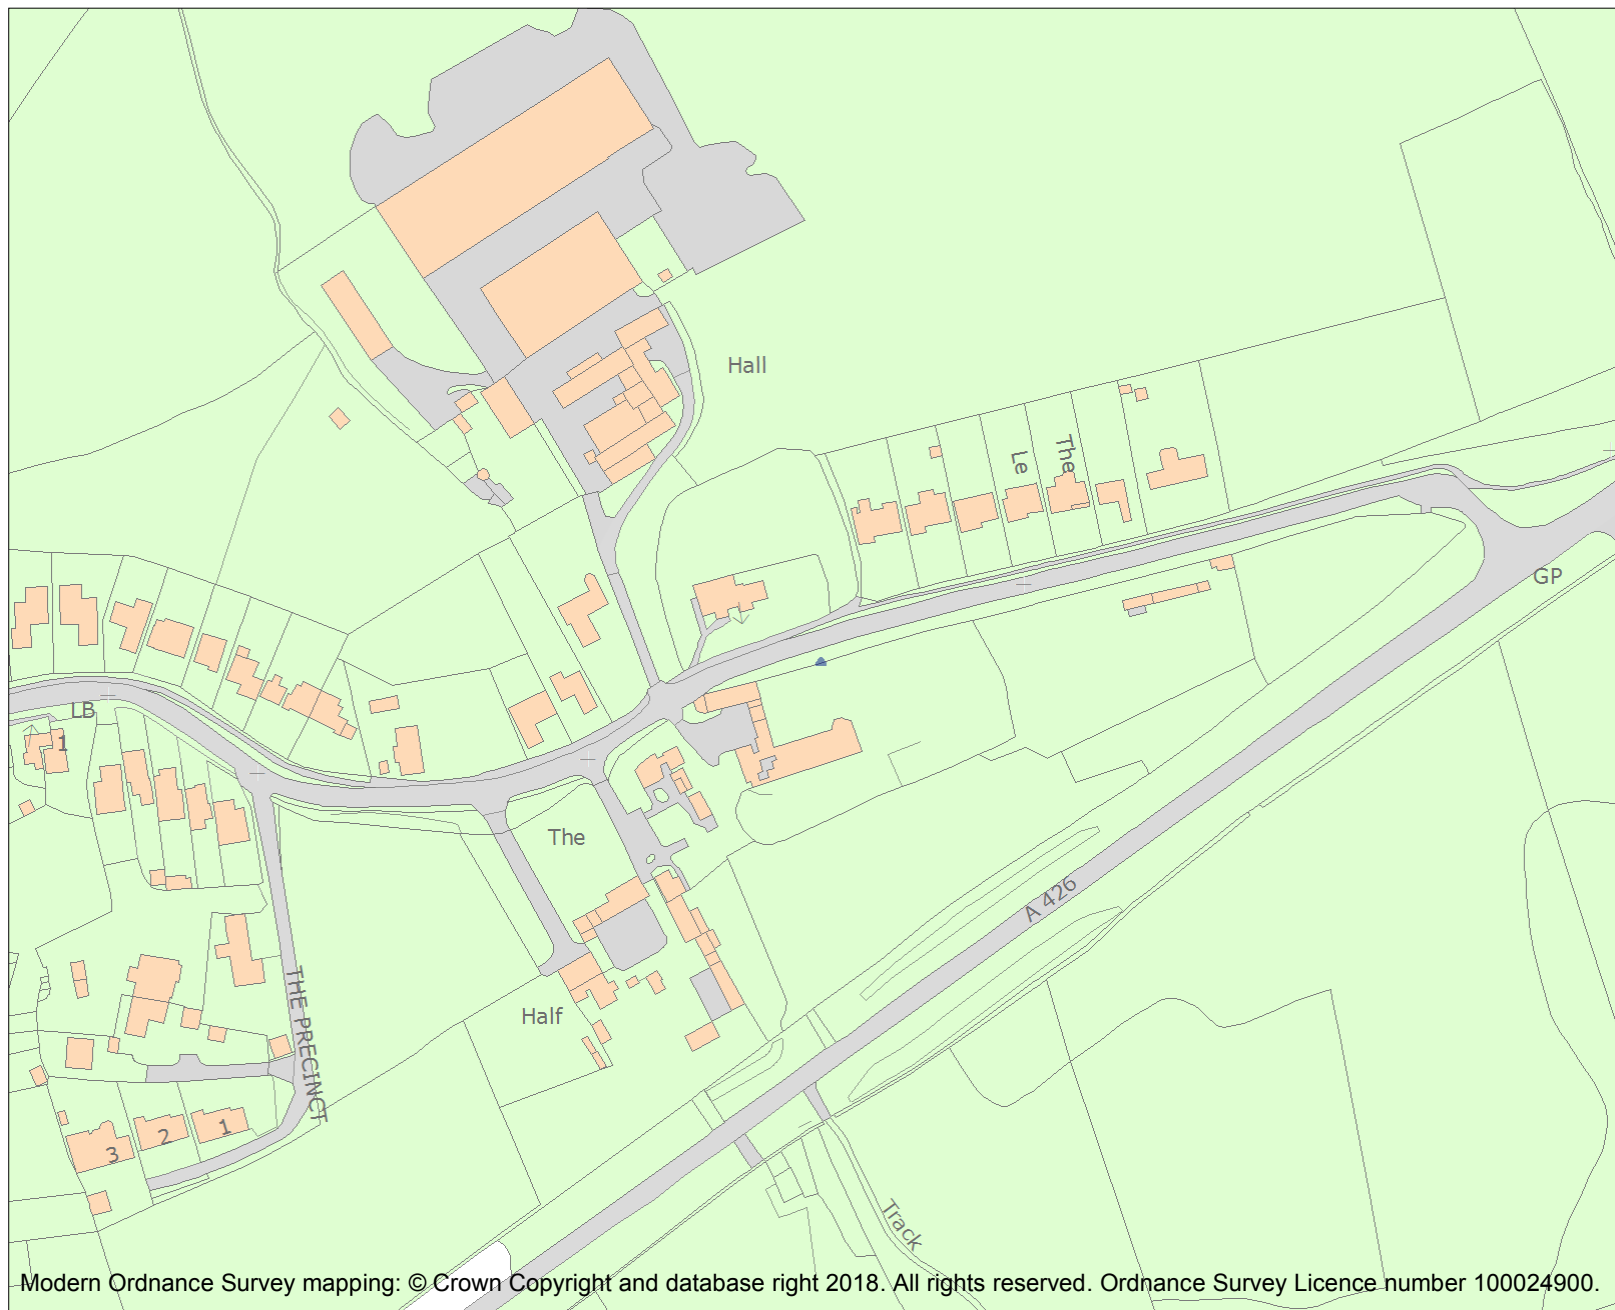 Hall
Le
The
GP
LB
1
The
A 426
THE PRECINCT
Half
1
2
3
Track
Modern Ordnance Survey mapping: © Crown Copyright and database right 2018. All rights reserved. Ordnance Survey Licence number 100024900.